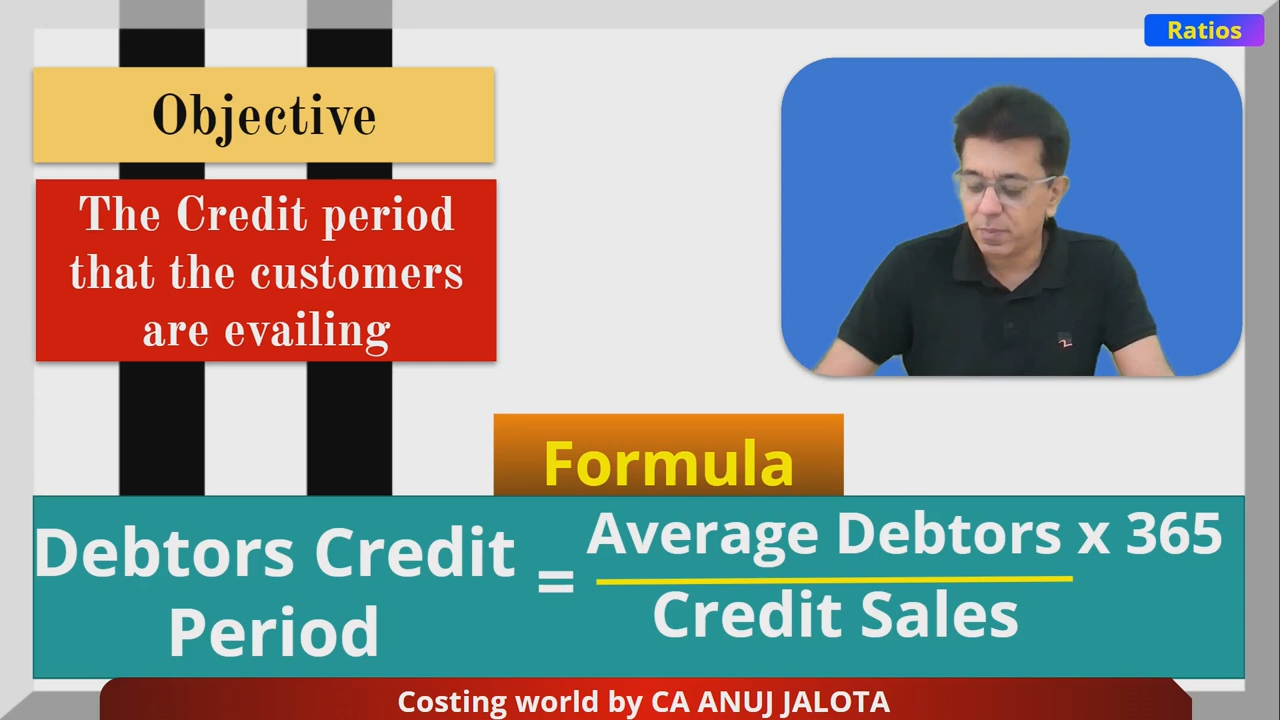 Ratios
Objective
The Credit period
that the customers
are evailing
Formula
Debtors Credit
Period
=
Average Debtors x 365
Credit Sales
Costing world by CA ANUJ JALOTA